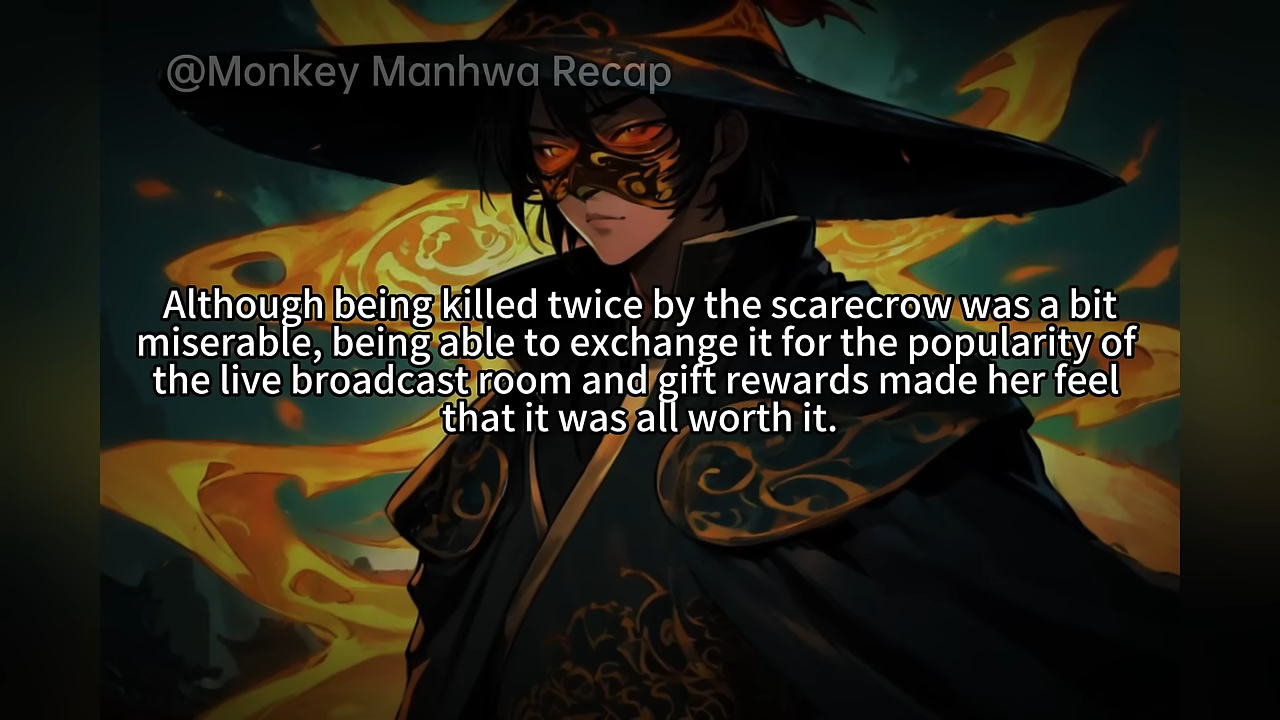 @Monkey Manhwa Recap
Although being killed twice by the scarecrow was a bit
miserable, being able to exchange it for the popularity of
the live broadcast room and gift rewards made her feel
that it was all worth it.